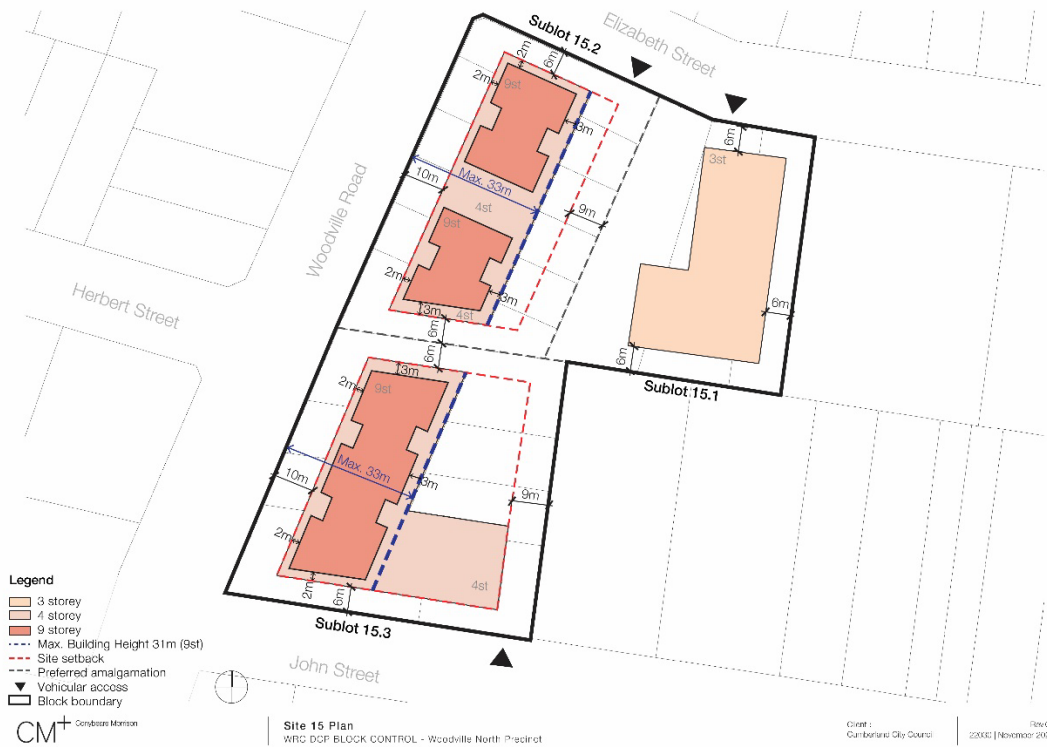 Elizabeth Street
Sublot 15.2
2m
6m
2m
9st
3m
6m
3st
Woodville Road
10m
Max. 33m
4st
9m
9st
Herbert Street
2m
3m
3m
4st
6m
6m
6m
6m
Sublot 15.1
3m
2m
9st
Max. 33m
10m
3m
9m
2m
4st
2m
6m
Sublot 15.3
John Street
Legend
3 storey
4 storey
9 storey
Max. Building Height 31m (9st)
Site setback
Preferred amalgamation
Vehicular access
Block boundary
CM+ Conybeare Morrison
Site 15 Plan
WRC DCP BLOCK CONTROL - Woodville North Precinct
Client :
Cumberland City Council
22030 | November